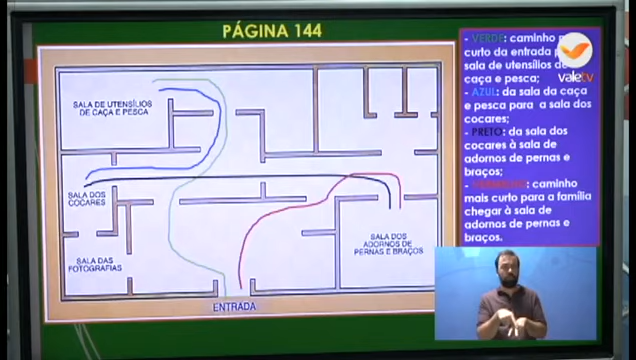 PÁGINA 144
SALA DE UTENSÍLIOS
DE CAÇA E PESCA
SALA DOS
COCARES
SALA DAS
FOTOGRAFIAS
SALA DOS
ADORNOS DE
PERNAS E BRAÇOS
ENTRADA
- VERDE: caminho
curto da entrada
sala de utensílios de
caça e pesca;
- AZUL: da sala da caça
e pesca para a sala dos
cocares;
- PRETO: da sala dos
cocares à sala de
adornos de pernas e
braços;
- VERMELHO: caminho
mais curto para a família
chegar à sala de
adornos de pernas e
braços.
valetv